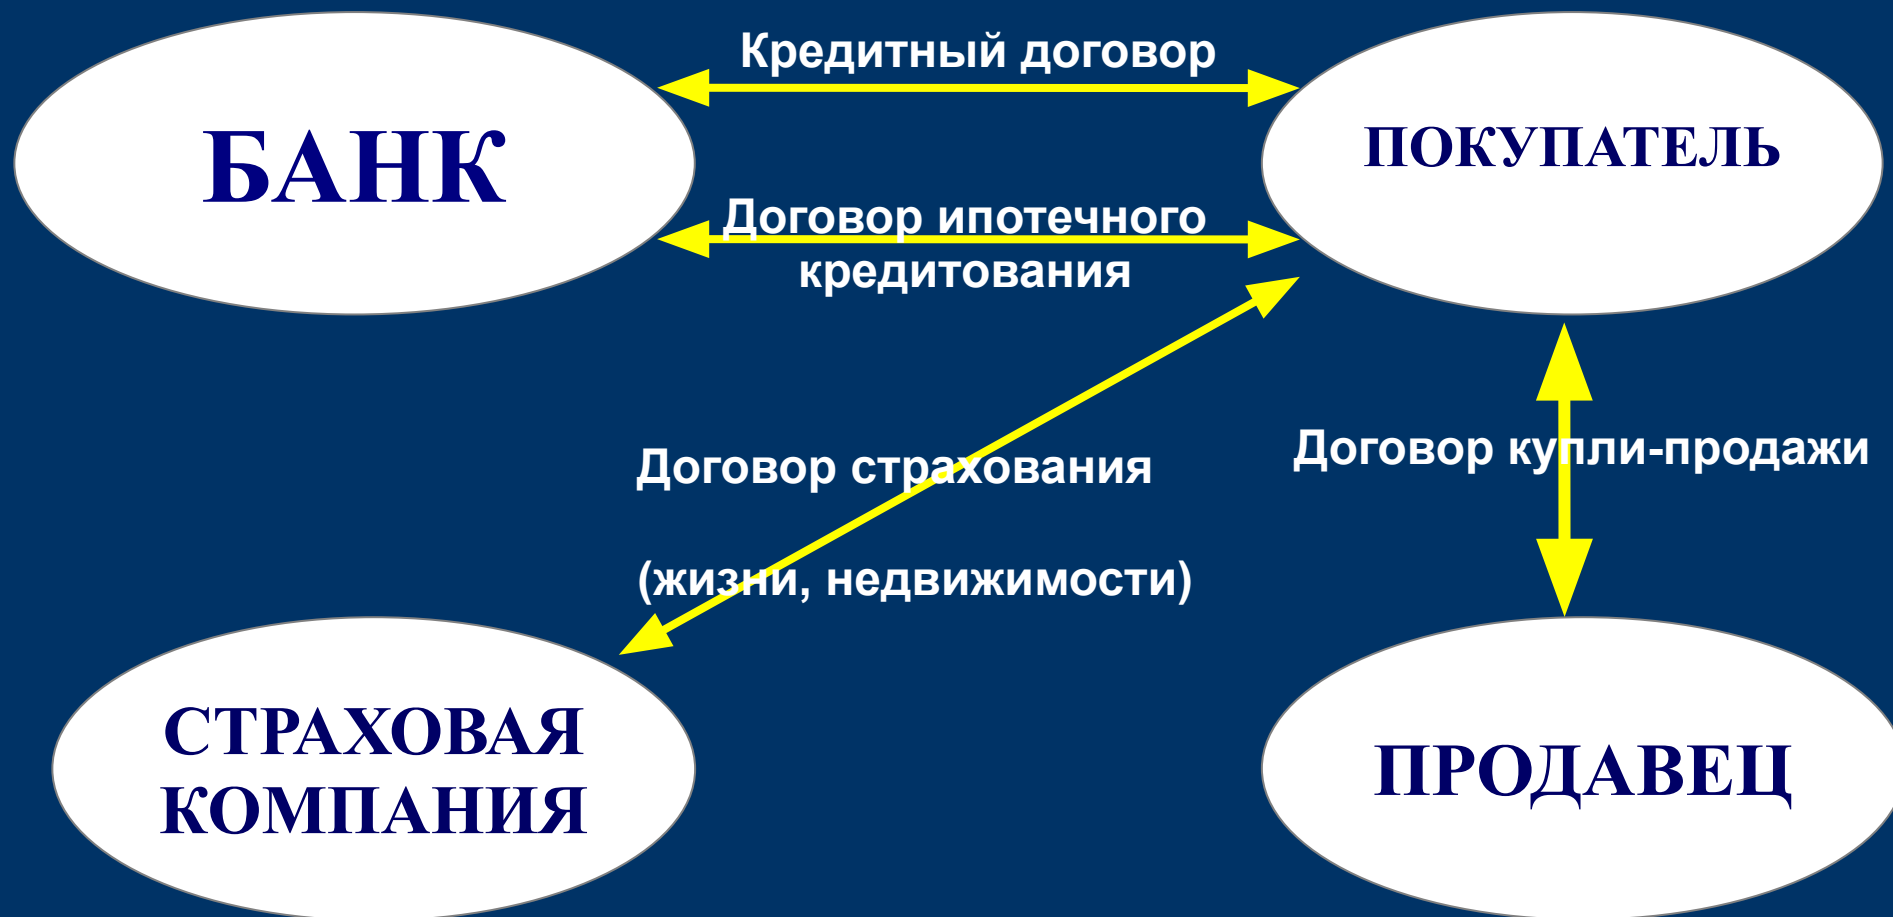 Кредитный договор
БАНК
ПОКУПАТЕЛЬ
Договор ипотечного
кредитования
Договор страхования
(жизни, недвижимости)
Договор купли-продажи
СТРАХОВАЯ
КОМПАНИЯ
ПРОДАВЕЦ